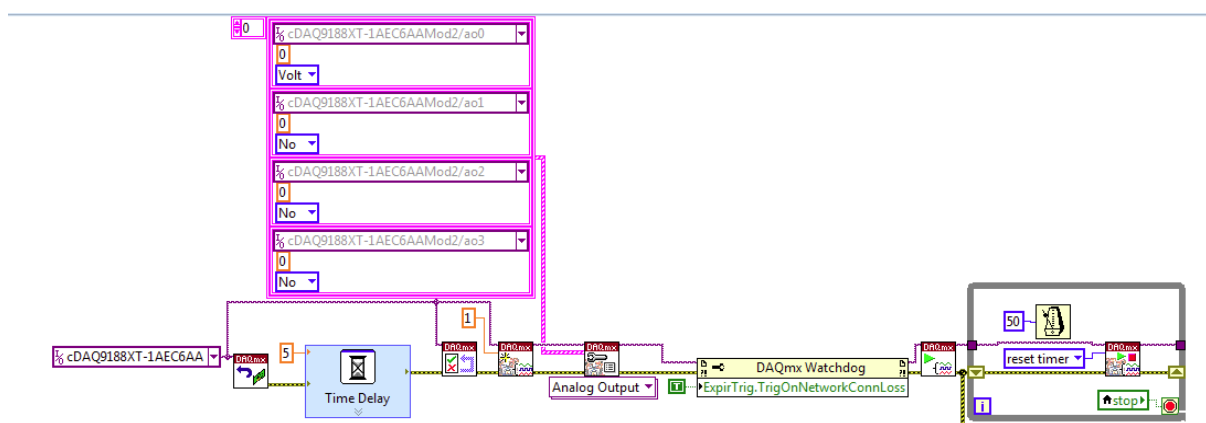 0
cDAQ9188XT-1AEC6AAMod2/ao0
0
Volt
cDAQ9188XT-1AEC6AAMod2/ao1
0
No
cDAQ9188XT-1AEC6AAMod2/ao2
0
No
cDAQ9188XT-1AEC6AAMod2/ao3
0
No
cDAQ9188XT-1AEC6AA
DAQmx
5
Time Delay
DAQmx
1
DAQmx
DAQmx
Analog Output
DAQmx Watchdog
T
ExpirTrig.TrigOnNetworkConnLoss
DAQmx
50
reset timer
DAQmx
i
stop